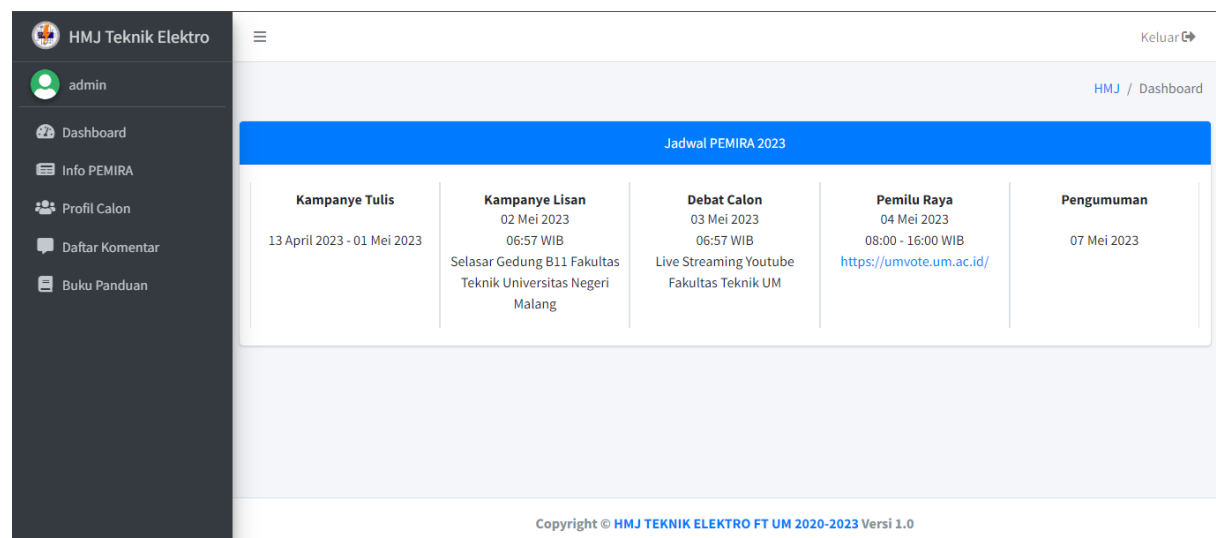 HMJ Teknik Elektro
Keluar
admin
HMJ / Dashboard
Dashboard
Info PEMIRA
Profil Calon
Daftar Komentar
Buku Panduan
Jadwal PEMIRA 2023
Kampanye Tulis
13 April 2023 - 01 Mei 2023
Kampanye Lisan
02 Mei 2023
06:57 WIB
Selasar Gedung B11 Fakultas
Teknik Universitas Negeri
Malang
Debat Calon
03 Mei 2023
06:57 WIB
Live Streaming Youtube
Fakultas Teknik UM
Pemilu Raya
04 Mei 2023
08:00 - 16:00 WIB
https://umvote.um.ac.id/
Pengumuman
07 Mei 2023
Copyright © HMJ TEKNIK ELEKTRO FT UM 2020-2023 Versi 1.0